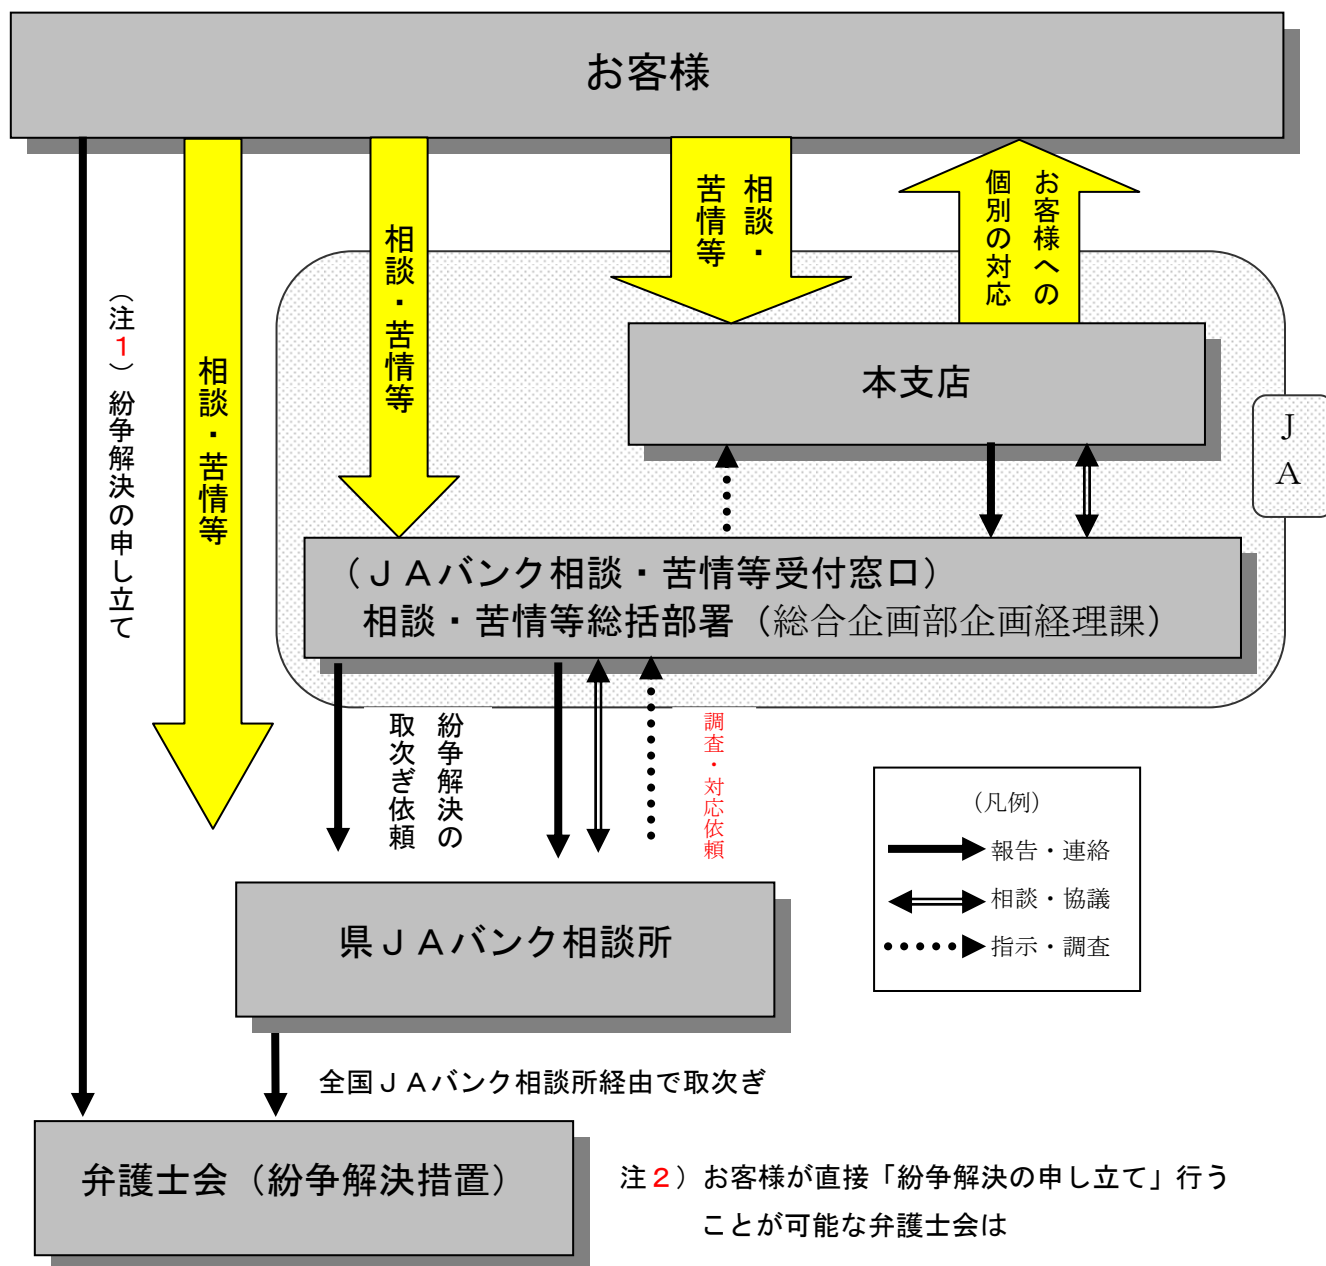 お客様
（注１）紛争解決の申し立て
相談・苦情等
相談・苦情等
相談・
苦情等
お客様への
個別の対応
本支店
ＪＡ
（ＪＡバンク相談・苦情等受付窓口）
相談・苦情等総括部署（総合企画部企画経理課）
紛争解決の
取次ぎ依頼
調査・対応依頼
（凡例）
報告・連絡
相談・協議
指示・調査
県ＪＡバンク相談所
全国ＪＡバンク相談所経由で取次ぎ
弁護士会（紛争解決措置）
注２）お客様が直接「紛争解決の申し立て」行う
ことが可能な弁護士会は